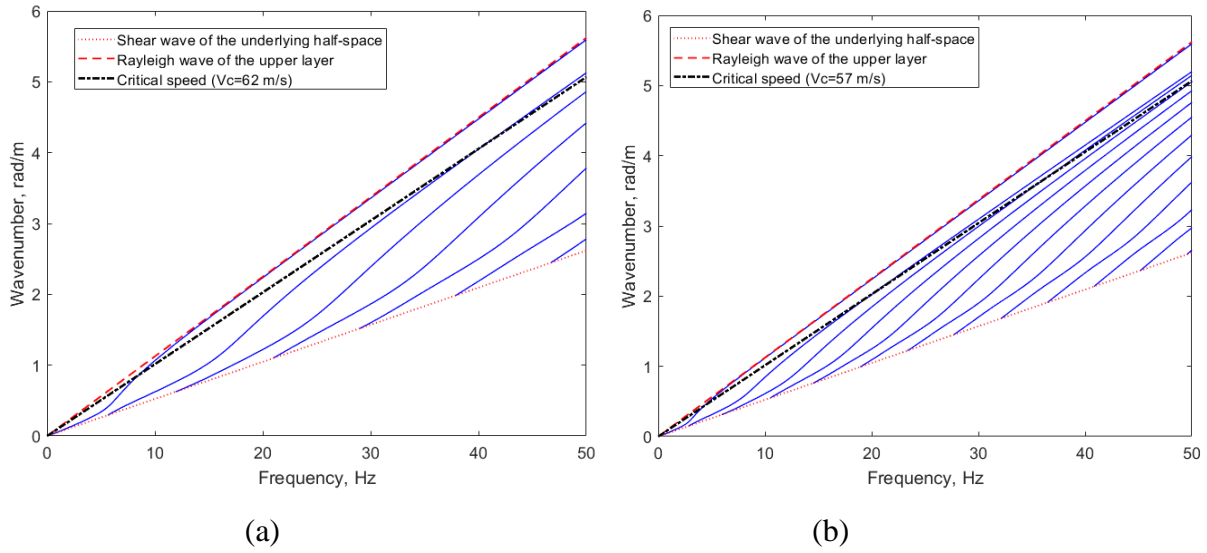 6
5
4
3
2
1
0
Wavenumber, rad/m
Shear wave of the underlying half-space
Rayleigh wave of the upper layer
Critical speed (Vc=62 m/s)
0 10 20 30 40 50
Frequency, Hz
(a)
6
5
4
3
2
1
0
Wavenumber, rad/m
Shear wave of the underlying half-space
Rayleigh wave of the upper layer
Critical speed (Vc=57 m/s)
0 10 20 30 40 50
Frequency, Hz
(b)